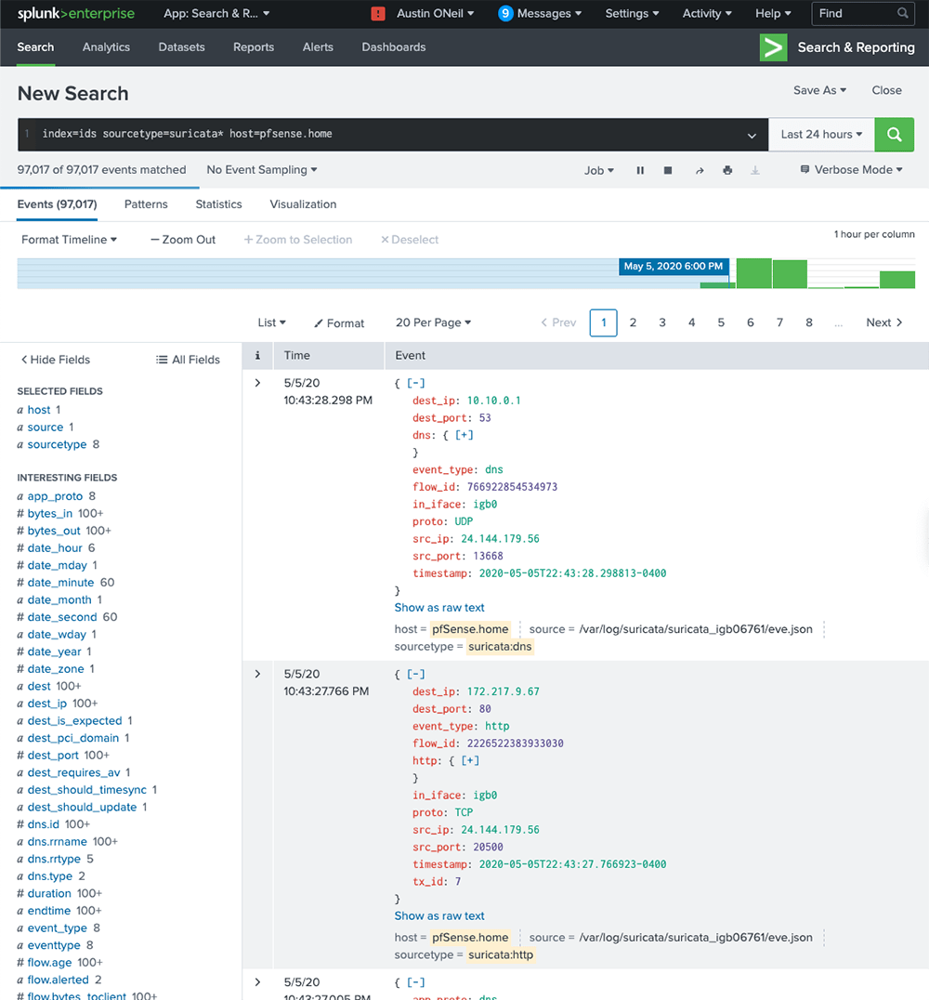 splunk>enterprise App: Search & R... Austin ONeil 9 Messages Settings Activity Help Find
Search Analytics Datasets Reports Alerts Dashboards Search & Reporting
New Search Save As Close
1 index=ids sourcetype=suricata* host=pfsense.home Last 24 hours
97,017 of 97,017 events matched No Event Sampling Job Verbose Mode
Events (97,017) Patterns Statistics Visualization
Format Timeline — Zoom Out + Zoom to Selection × Deselect 1 hour per column
May 5, 2020 6:00 PM
List Format 20 Per Page < Prev 1 2 3 4 5 6 7 8 ... Next >
< Hide Fields All Fields
SELECTED FIELDS
a host 1
a source 1
a sourcetype 8
INTERESTING FIELDS
a app_proto 8
# bytes_in 100+
# bytes_out 100+
# date_hour 6
# date_mday 1
# date_minute 60
a date_month 1
# date_second 60
a date_wday 1
# date_year 1
# date_zone 1
a dest 100+
a dest_ip 100+
a dest_is_expected 1
a dest_pci_domain 1
# dest_port 100+
a dest_requires_av 1
a dest_should_timesync 1
a dest_should_update 1
# dns.id 100+
a dns.rrname 100+
a dns.rrtype 5
a dns.type 2
# duration 100+
a endtime 100+
a event_type 8
a eventtype 8
# flow.age 100+
a flow.alerted 2
# flow.bytes_toclient 100+
i Time Event
> 5/5/20
10:43:28.298 PM
{ [-]
dest_ip: 10.10.0.1
dest_port: 53
dns: { [+]
}
event_type: dns
flow_id: 766922854534973
in_iface: igb0
proto: UDP
src_ip: 24.144.179.56
src_port: 13668
timestamp: 2020-05-05T22:43:28.298813-0400
}
Show as raw text
host = pfSense.home source = /var/log/suricata/suricata_igb06761/eve.json
sourcetype = suricata:dns
> 5/5/20
10:43:27.766 PM
{ [-]
dest_ip: 172.217.9.67
dest_port: 80
event_type: http
flow_id: 2226522383933030
http: { [+]
}
in_iface: igb0
proto: TCP
src_ip: 24.144.179.56
src_port: 20500
timestamp: 2020-05-05T22:43:27.766923-0400
tx_id: 7
}
Show as raw text
host = pfSense.home source = /var/log/suricata/suricata_igb06761/eve.json
sourcetype = suricata:http
> 5/5/20
10:43:27.005 PM
{ [-]
app_proto: dns